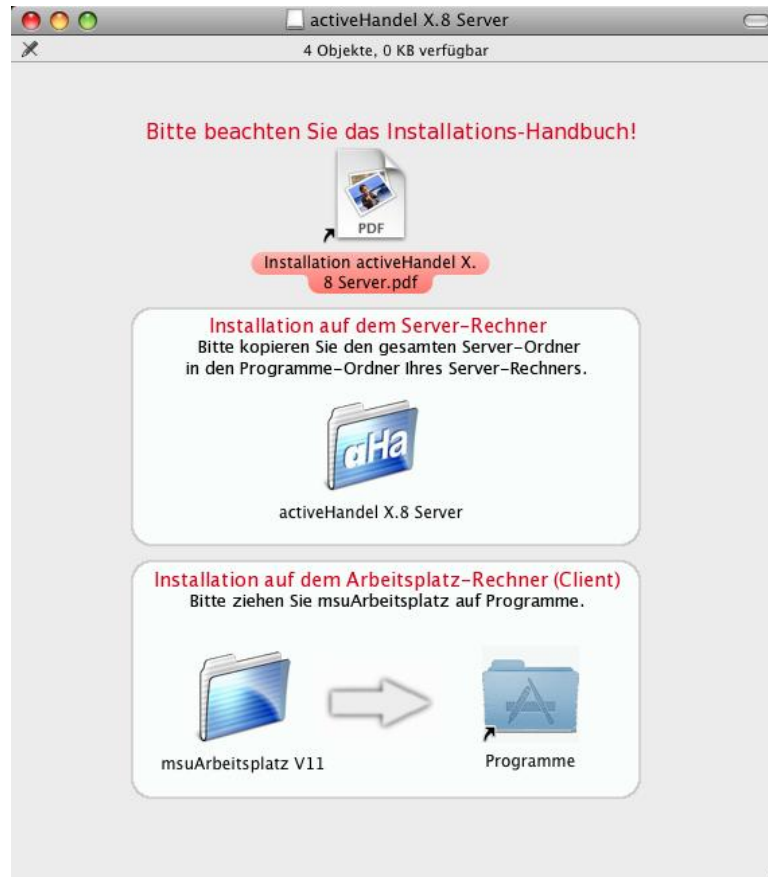 activeHandel X.8 Server
4 Objekte, 0 KB verfügbar
Bitte beachten Sie das Installations-Handbuch!
PDF
Installation activeHandel X.
8 Server.pdf
Installation auf dem Server-Rechner
Bitte kopieren Sie den gesamten Server-Ordner
in den Programme-Ordner Ihres Server-Rechners.
aHa
activeHandel X.8 Server
Installation auf dem Arbeitsplatz-Rechner (Client)
Bitte ziehen Sie msuArbeitsplatz auf Programme.
msuArbeitsplatz V11
Programme